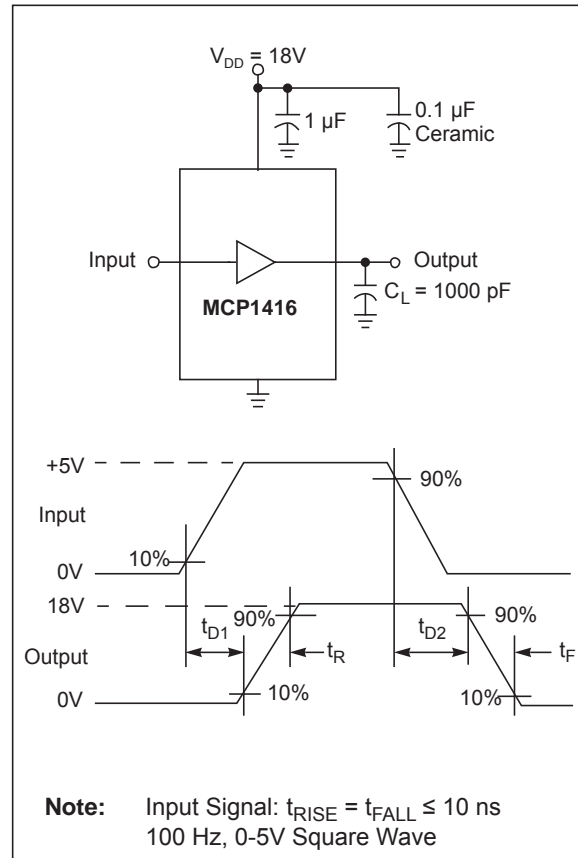 V_DD = 18V
1 µF
0.1 µF
Ceramic
Input
Output
C_L = 1000 pF
MCP1416
+5V
90%
Input
10%
0V
18V
t_D1
90%
t_D2
90%
Output
t_R
t_F
0V
10%
10%
Note: Input Signal: t_RISE = t_FALL ≤ 10 ns
100 Hz, 0-5V Square Wave